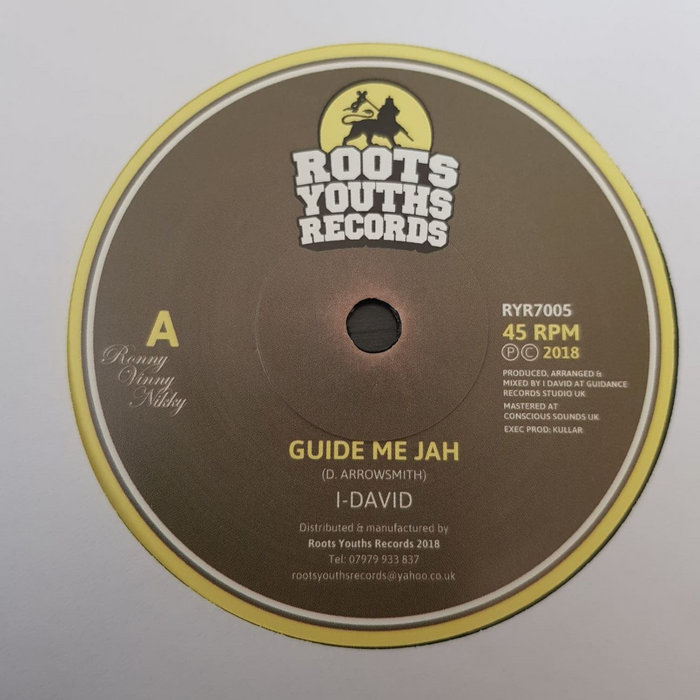 ROOTS
YOUTHS
RECORDS
A
Ronny
Vinny
Nikky
RYR7005
45 RPM
℗ © 2018
PRODUCED, ARRANGED &
MIXED BY I DAVID AT GUIDANCE
RECORDS STUDIO UK
MASTERED AT
CONSCIOUS SOUNDS UK
EXEC PROD: KULLAR
GUIDE ME JAH
(D. ARROWSMITH)
I-DAVID
Distributed & manufactured by
Roots Youths Records 2018
Tel: 07979 933 837
rootsyouthsrecords@yahoo.co.uk